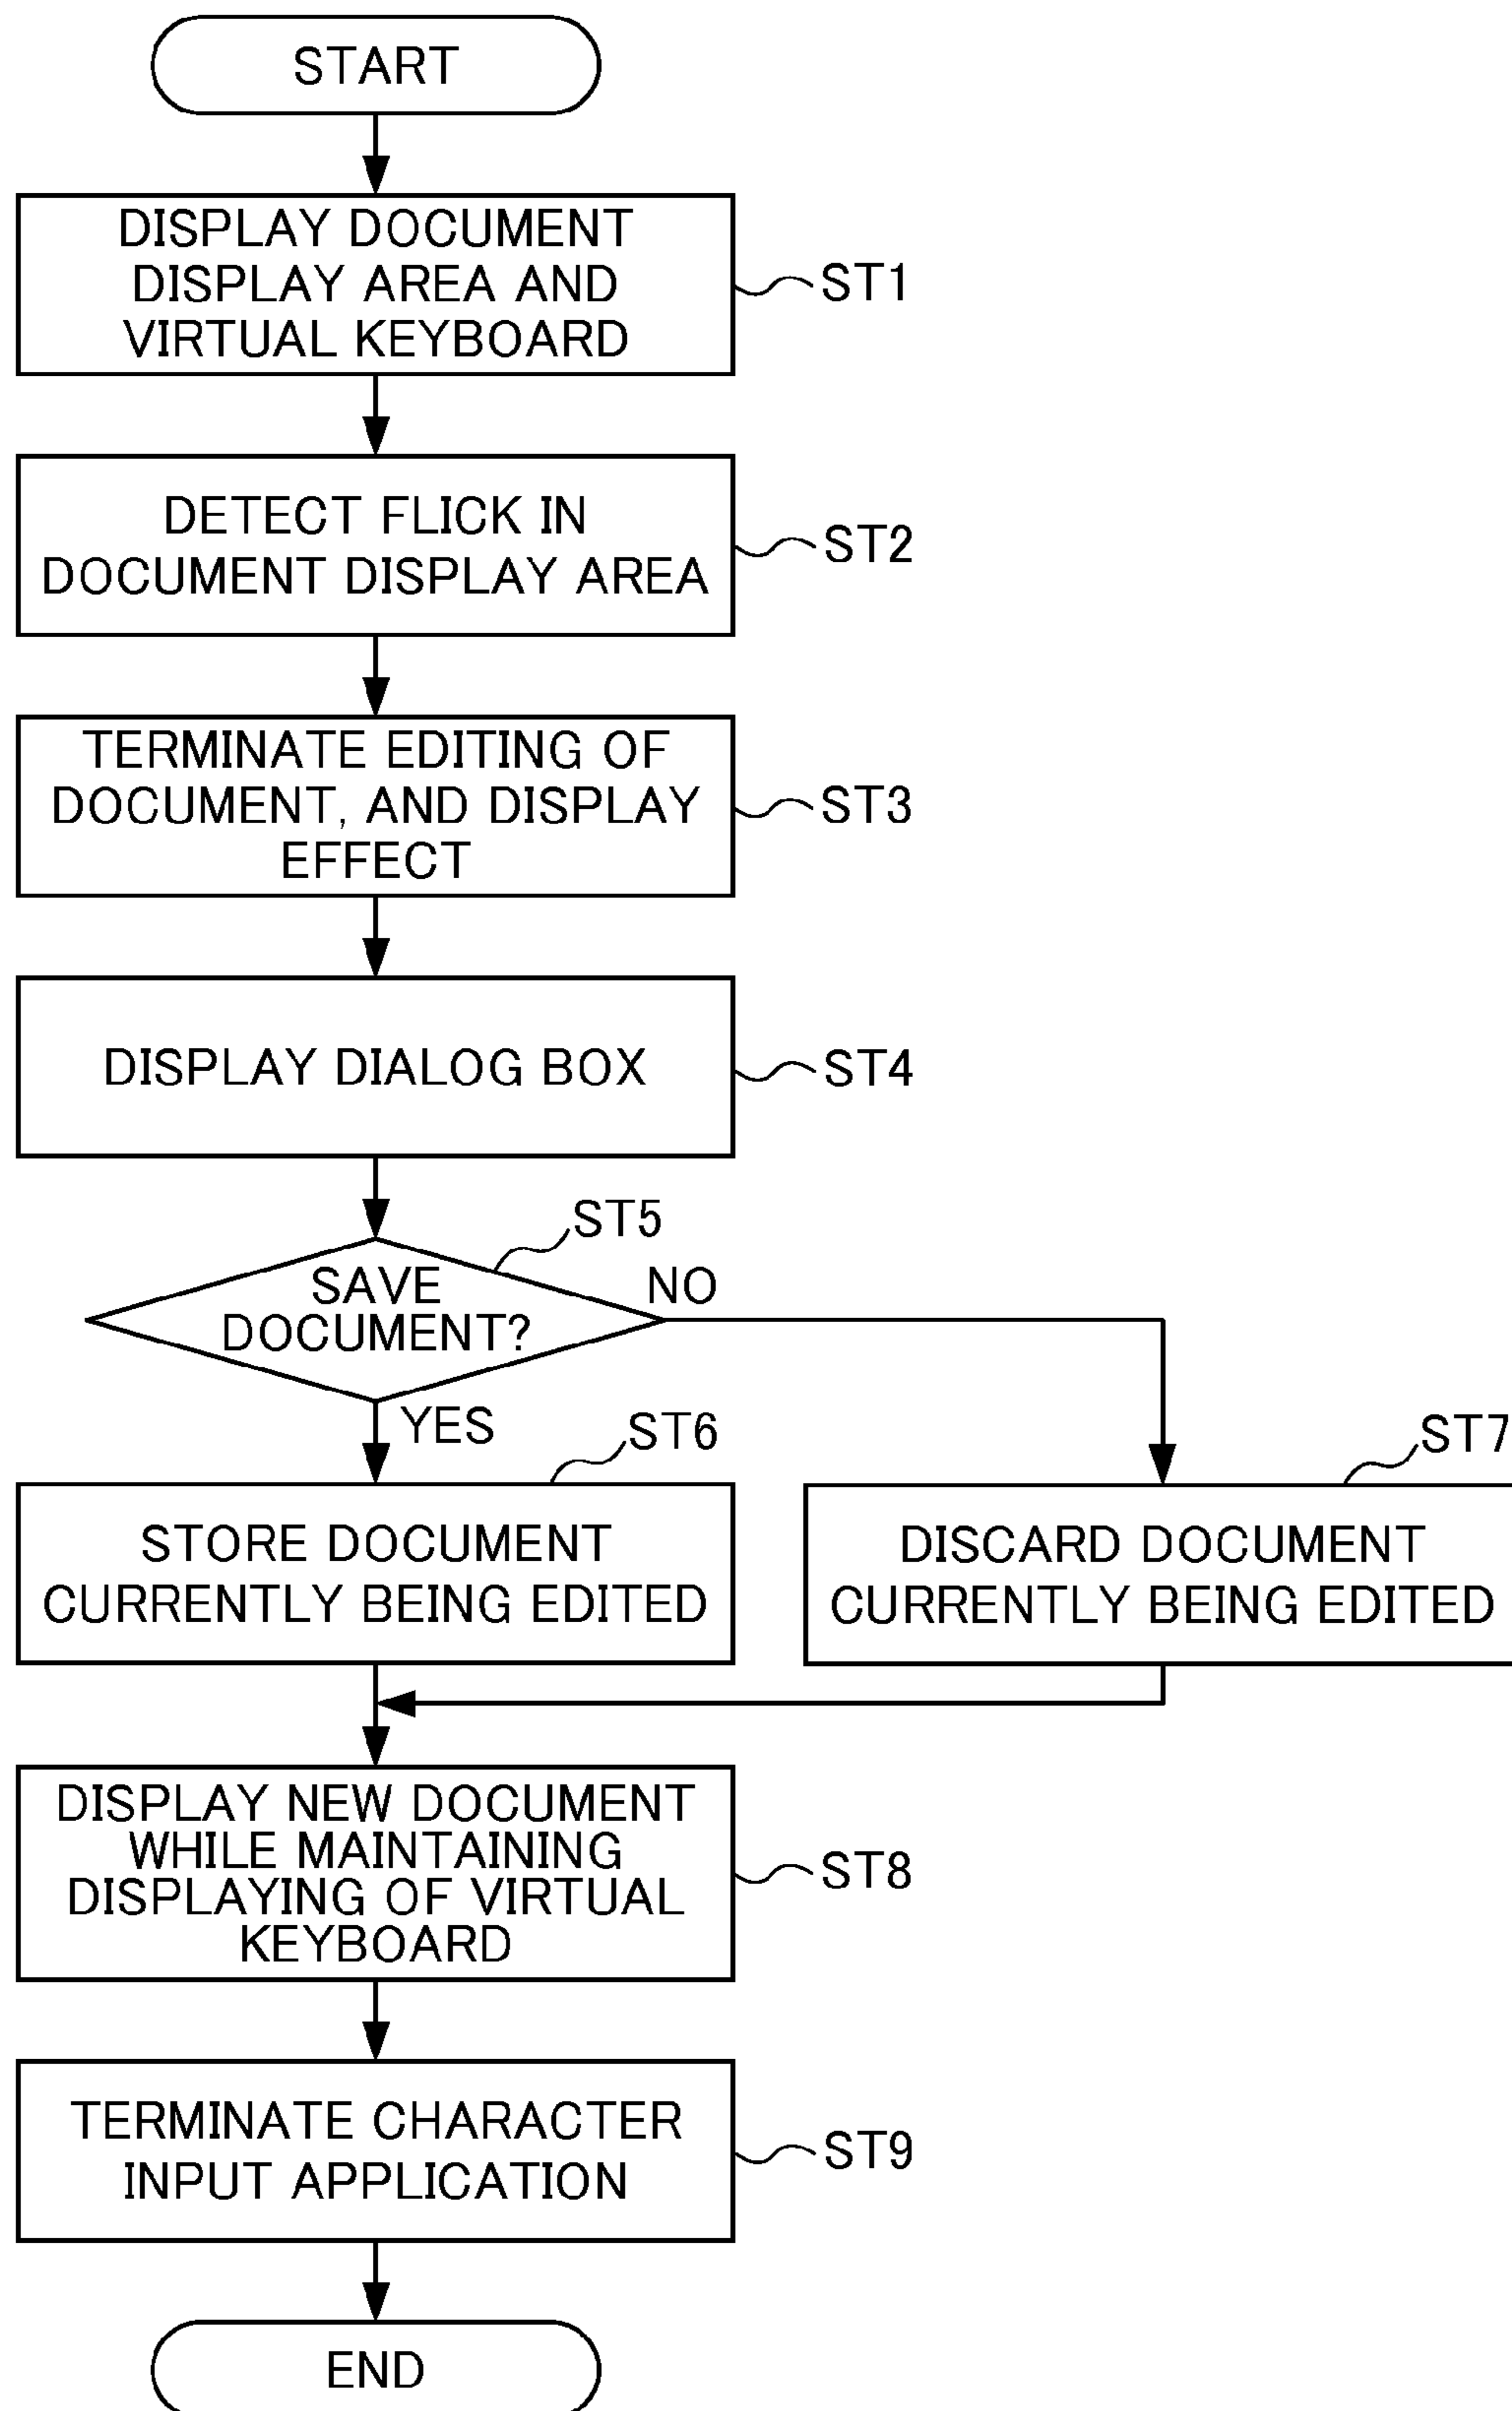 START
DISPLAY DOCUMENT
DISPLAY AREA AND
VIRTUAL KEYBOARD
ST1
DETECT FLICK IN
DOCUMENT DISPLAY AREA
ST2
TERMINATE EDITING OF
DOCUMENT, AND DISPLAY
EFFECT
ST3
DISPLAY DIALOG BOX
ST4
ST5
SAVE
DOCUMENT?
NO
YES
ST6
STORE DOCUMENT
CURRENTLY BEING EDITED
ST7
DISCARD DOCUMENT
CURRENTLY BEING EDITED
DISPLAY NEW DOCUMENT
WHILE MAINTAINING
DISPLAYING OF VIRTUAL
KEYBOARD
ST8
TERMINATE CHARACTER
INPUT APPLICATION
ST9
END